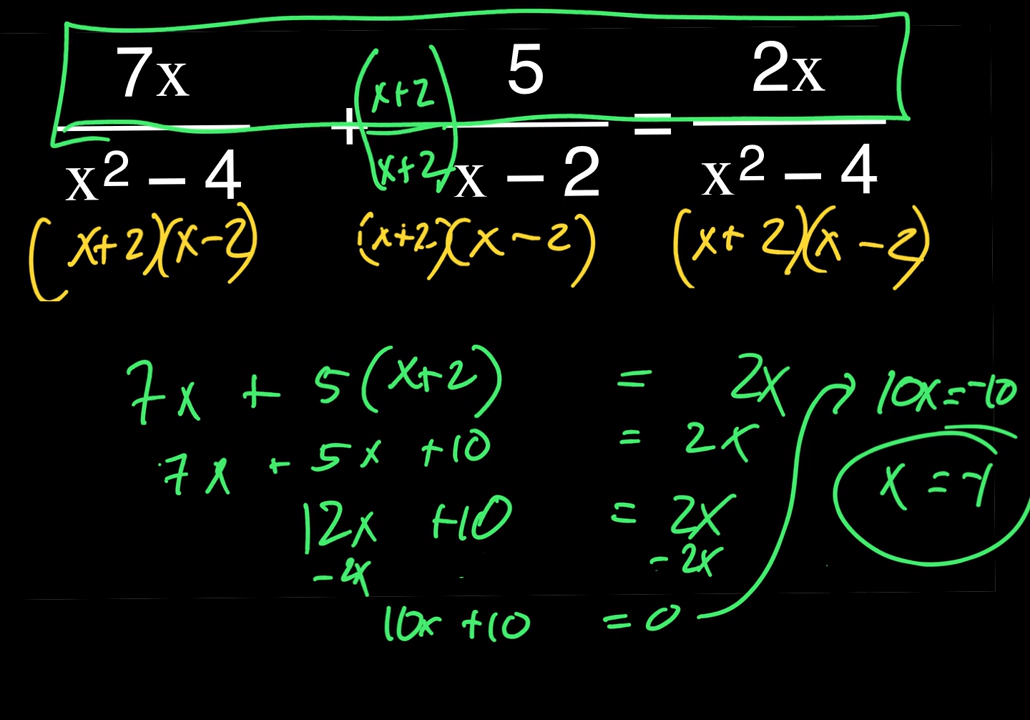 7x/(x² − 4) + (x+2)/(x+2) 5/(x − 2) = 2x/(x² − 4)
(x+2)(x−2) (x+2)(x−2) (x+2)(x−2)
7x + 5(x+2) = 2x
7x + 5x +10 = 2x
12x +10 = 2x
−2x −2x
10x +10 = 0
10x = −10
x = −1